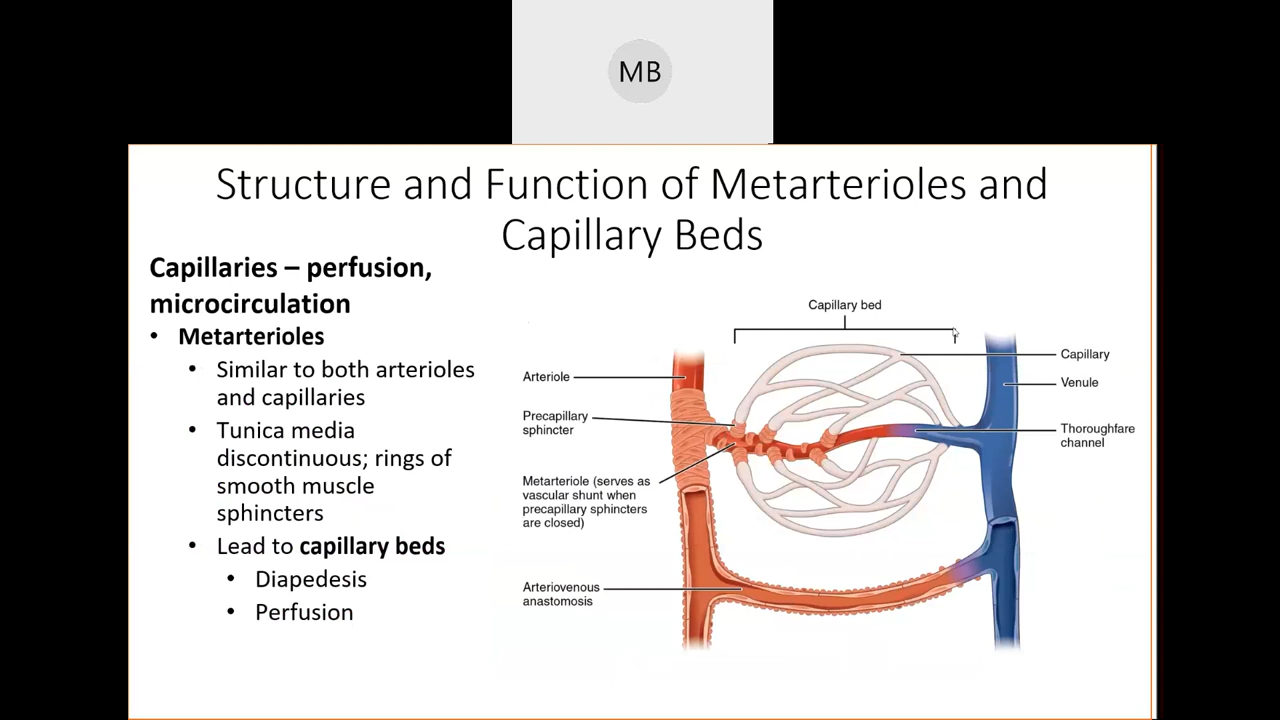 MB
Structure and Function of Metarterioles and
Capillary Beds
Capillaries – perfusion,
microcirculation
• Metarterioles
• Similar to both arterioles
and capillaries
• Tunica media
discontinuous; rings of
smooth muscle
sphincters
• Lead to capillary beds
• Diapedesis
• Perfusion
Capillary bed
Arteriole
Precapillary
sphincter
Metarteriole (serves as
vascular shunt when
precapillary sphincters
are closed)
Arteriovenous
anastomosis
Capillary
Venule
Thoroughfare
channel